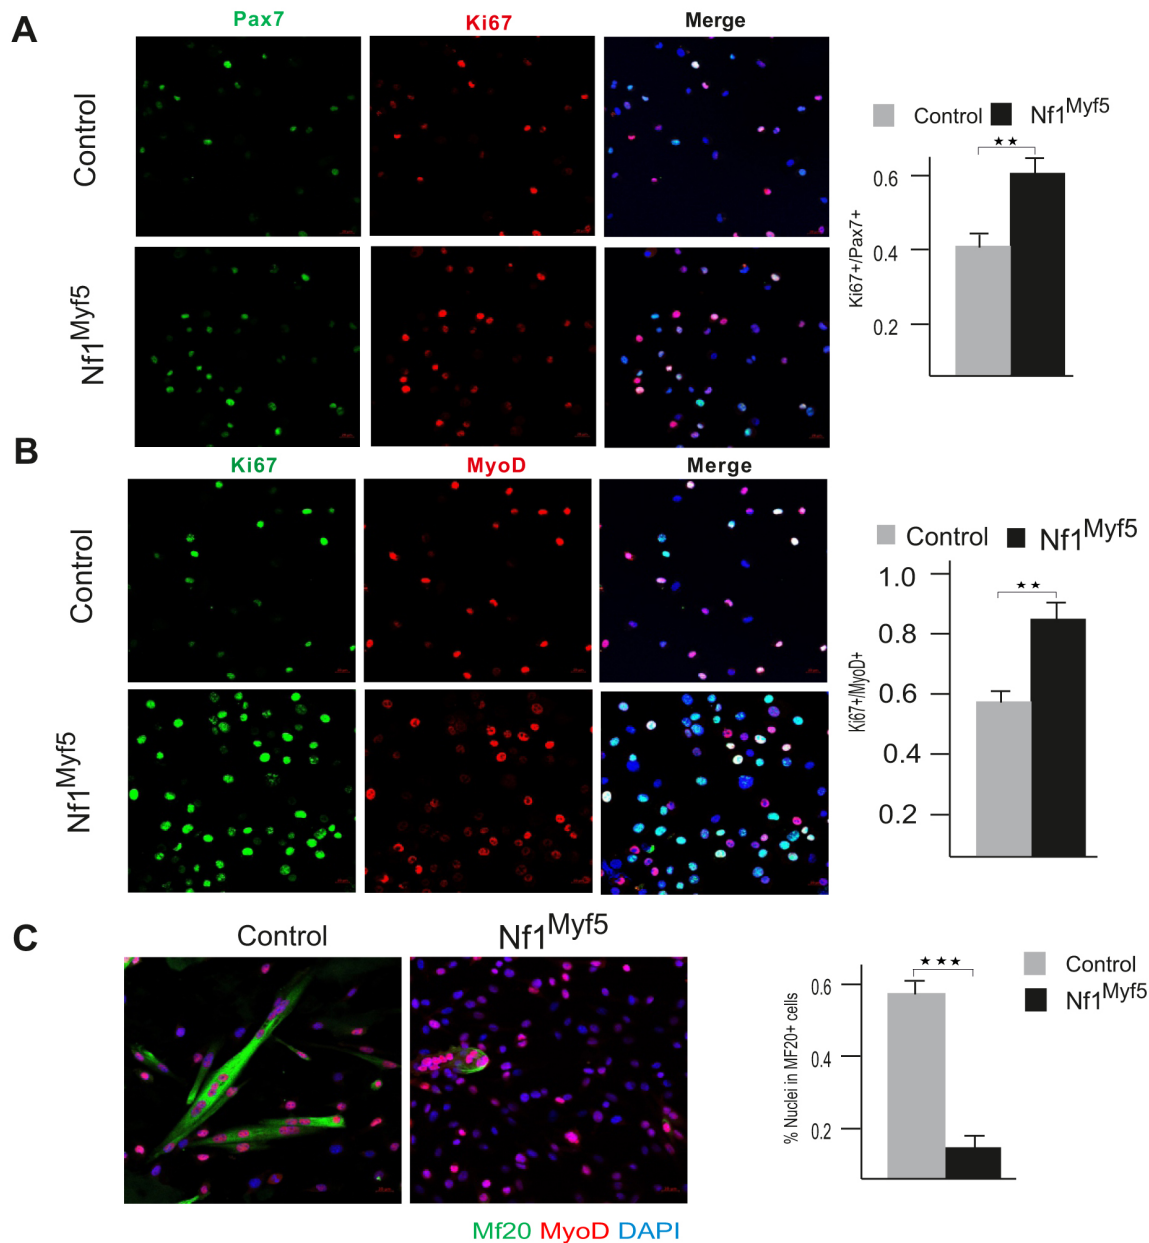 A
Pax7 Ki67 Merge
Control
Nf1Myf5
Control Nf1Myf5
★★
0.6
0.4
0.2
Ki67+/Pax7+
B
Ki67 MyoD Merge
Control
Nf1Myf5
Control Nf1Myf5
★★
1.0
0.8
0.6
0.4
0.2
Ki67+/MyoD+
C
Control Nf1Myf5
Mf20 MyoD DAPI
★★★
0.6
0.4
0.2
% Nuclei in MF20+ cells
Control
Nf1Myf5